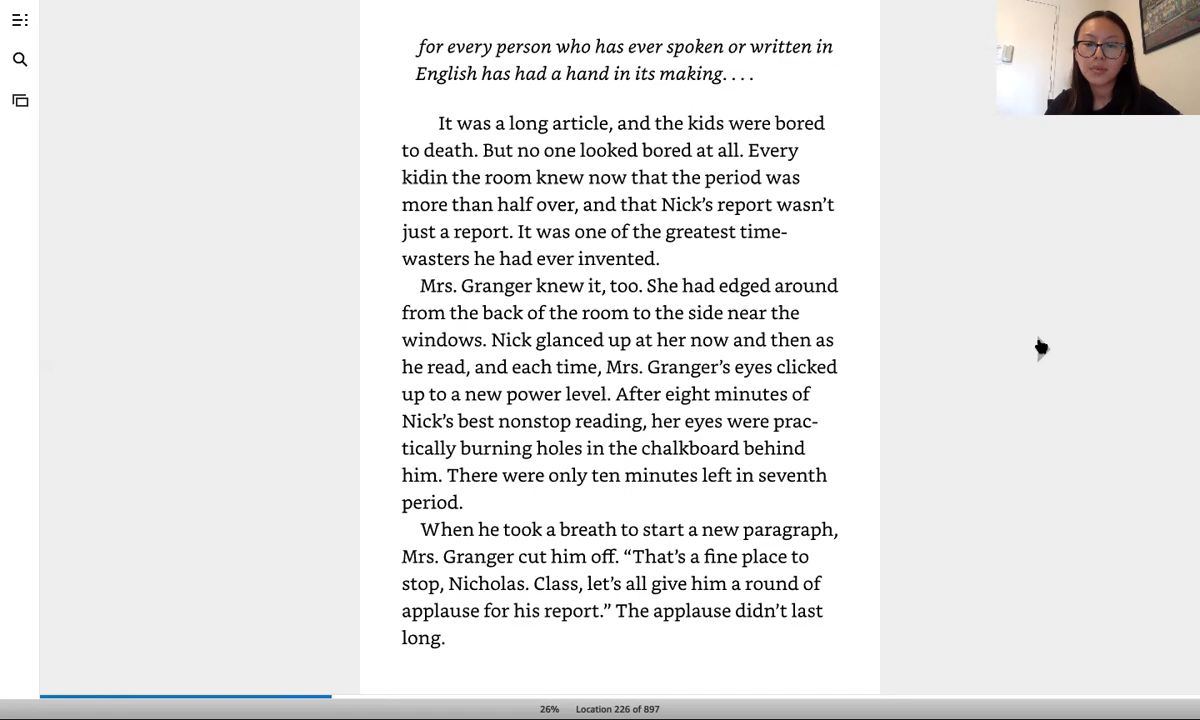 for every person who has ever spoken or written in
English has had a hand in its making. . . .
It was a long article, and the kids were bored
to death. But no one looked bored at all. Every
kidin the room knew now that the period was
more than half over, and that Nick’s report wasn’t
just a report. It was one of the greatest time-
wasters he had ever invented.
Mrs. Granger knew it, too. She had edged around
from the back of the room to the side near the
windows. Nick glanced up at her now and then as
he read, and each time, Mrs. Granger’s eyes clicked
up to a new power level. After eight minutes of
Nick’s best nonstop reading, her eyes were prac-
tically burning holes in the chalkboard behind
him. There were only ten minutes left in seventh
period.
When he took a breath to start a new paragraph,
Mrs. Granger cut him off. “That’s a fine place to
stop, Nicholas. Class, let’s all give him a round of
applause for his report.” The applause didn’t last
long.
26% Location 226 of 897